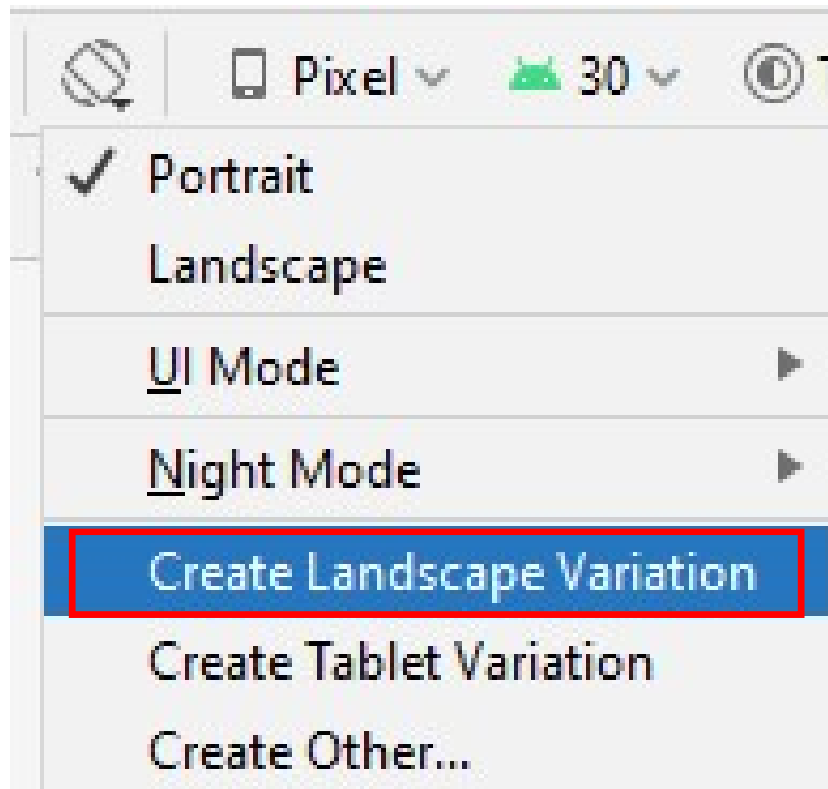 Pixel 30 T
Portrait
Landscape
UI Mode
Night Mode
Create Landscape Variation
Create Tablet Variation
Create Other...